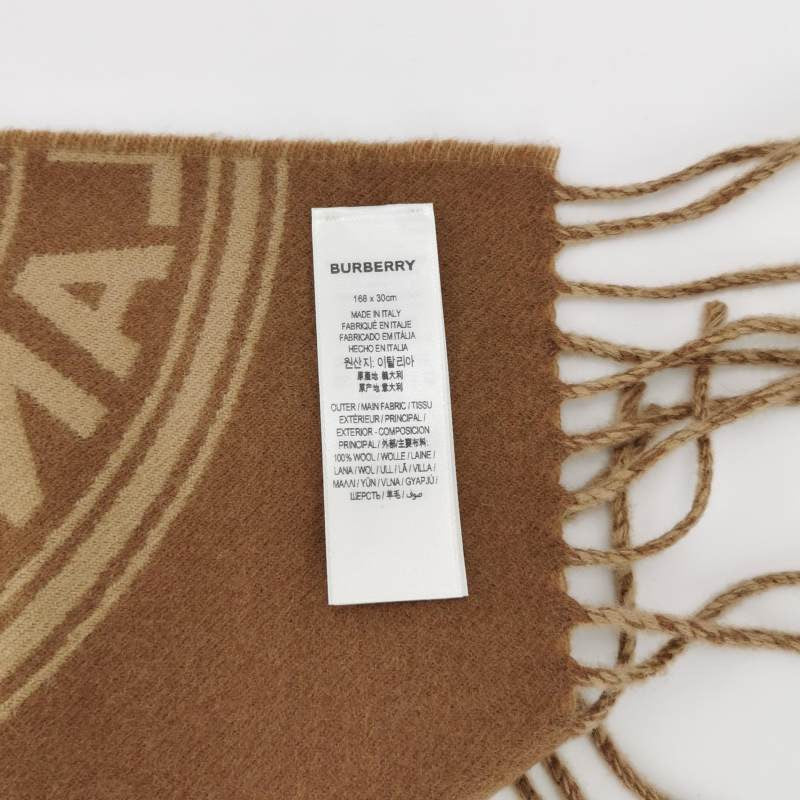 BURBERRY
168 x 30cm
MADE IN ITALY
FABRIQUÉ EN ITALIE
FABRICADO EM ITÁLIA
HECHO EN ITALIA
원산지: 이탈리아
原產地 義大利
原产地 意大利
OUTER / MAIN FABRIC / TISSU
EXTÉRIEUR / PRINCIPAL /
EXTERIOR - COMPOSICION
PRINCIPAL / 外部/主要布料
100% WOOL / WOLLE / LAINE /
LANA / WOL / ULL / LÃ / VILLA /
ΜΑΛΛΙ / YÜN / VLNA / GYAPJÚ /
ШЕРСТЬ / 羊毛 / صوف